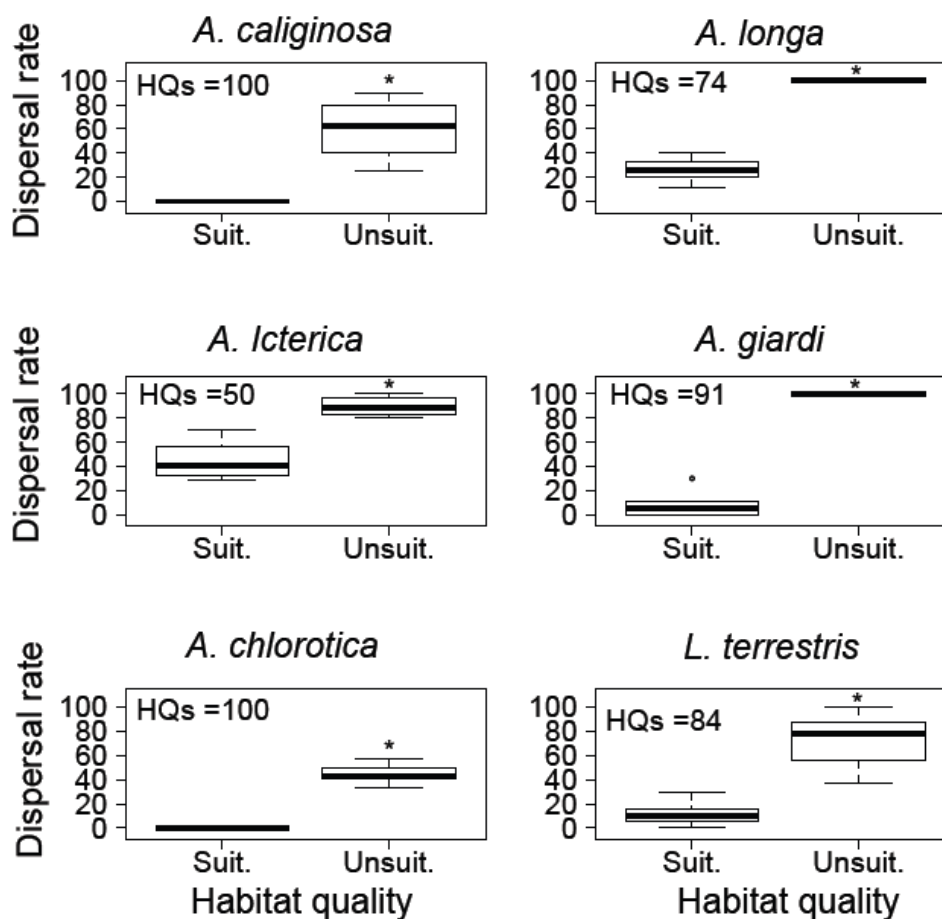 A. caliginosa
Dispersal rate
100
80
60
40
20
0
HQs =100
*
Suit.
Unsuit.
A. longa
100
80
60
40
20
0
HQs =74
*
Suit.
Unsuit.
A. Icterica
Dispersal rate
100
80
60
40
20
0
HQs =50
*
Suit.
Unsuit.
A. giardi
100
80
60
40
20
0
HQs =91
*
Suit.
Unsuit.
A. chlorotica
Dispersal rate
100
80
60
40
20
0
HQs =100
*
Suit.
Unsuit.
Habitat quality
L. terrestris
100
80
60
40
20
0
HQs =84
*
Suit.
Unsuit.
Habitat quality